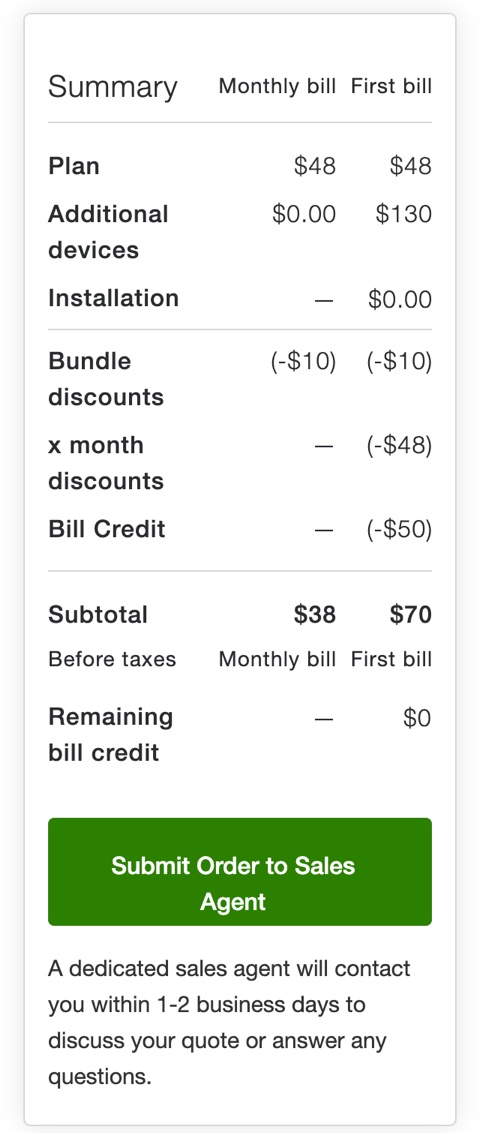 Summary Monthly bill First bill
Plan $48 $48
Additional $0.00 $130
devices
Installation — $0.00
Bundle (-$10) (-$10)
discounts
x month — (-$48)
discounts
Bill Credit — (-$50)
Subtotal $38 $70
Before taxes Monthly bill First bill
Remaining — $0
bill credit
Submit Order to Sales
Agent
A dedicated sales agent will contact
you within 1-2 business days to
discuss your quote or answer any
questions.